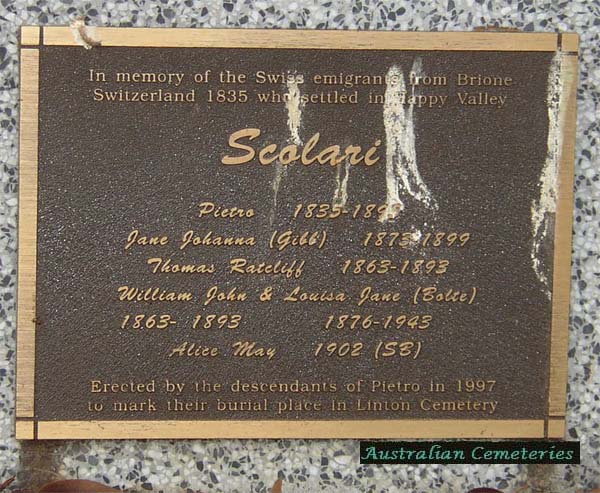 In memory of the Swiss emigrants from Brione
Switzerland 1835 who settled in Happy Valley
Scolari
Pietro 1835-
Jane Johanna (Gibb) 1873-1899
Thomas Ratcliff 1863-1893
William John & Louisa Jane (Bolte)
1863- 1893 1876-1943
Alice May 1902 (SB)
Erected by the descendants of Pietro in 1997
to mark their burial place in Linton Cemetery
Australian Cemeteries